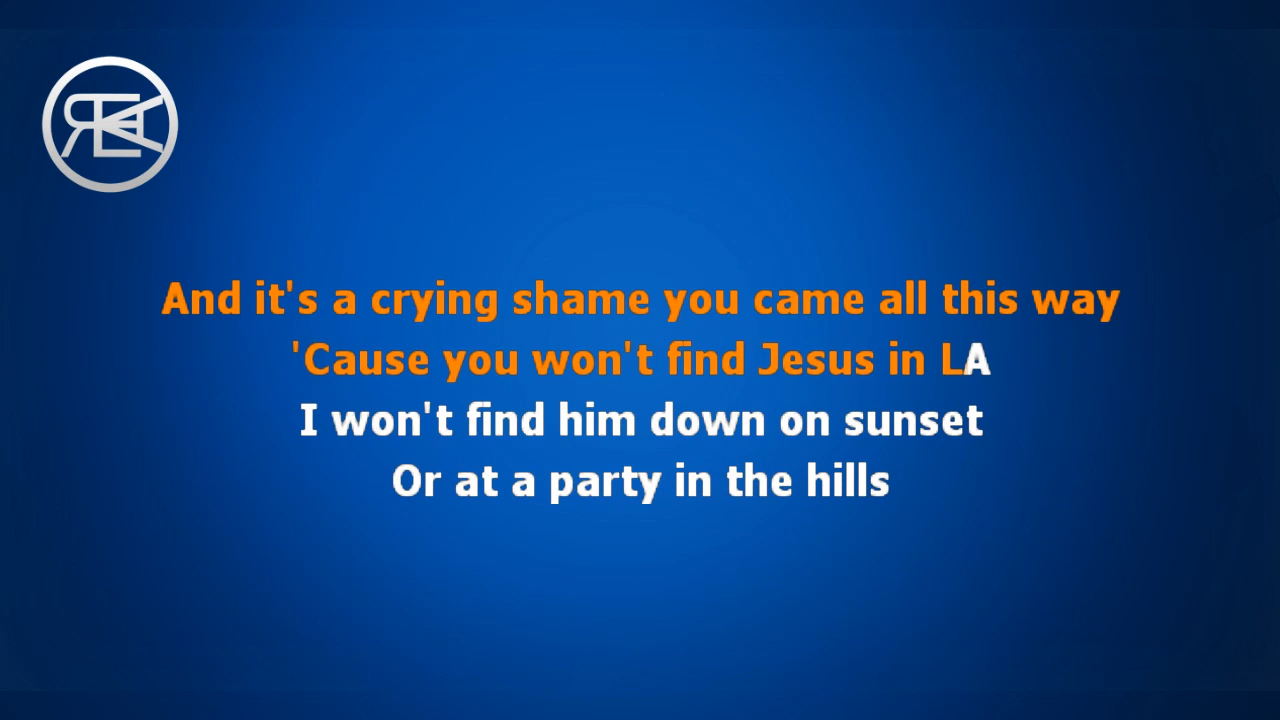 And it's a crying shame you came all this way
'Cause you won't find Jesus in LA
I won't find him down on sunset
Or at a party in the hills